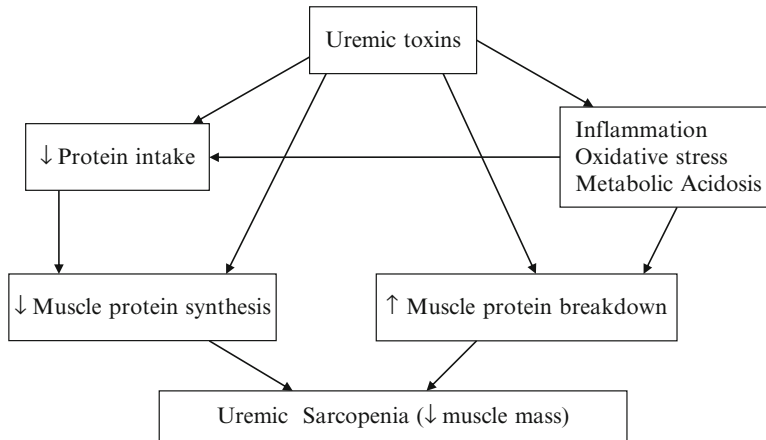 Uremic toxins
↓ Protein intake
Inflammation
Oxidative stress
Metabolic Acidosis
↓ Muscle protein synthesis
↑ Muscle protein breakdown
Uremic Sarcopenia (↓ muscle mass)